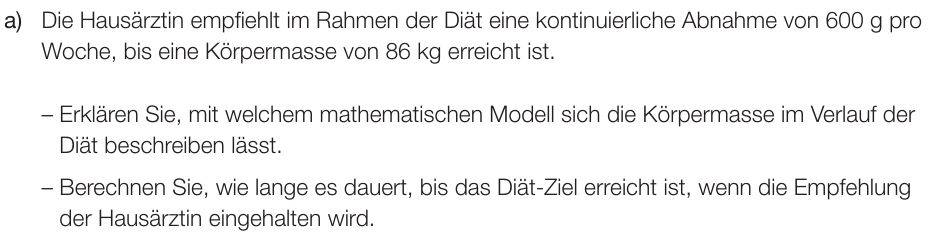 a) Die Hausärztin empfiehlt im Rahmen der Diät eine kontinuierliche Abnahme von 600 g pro
Woche, bis eine Körpermasse von 86 kg erreicht ist.
– Erklären Sie, mit welchem mathematischen Modell sich die Körpermasse im Verlauf der
Diät beschreiben lässt.
– Berechnen Sie, wie lange es dauert, bis das Diät-Ziel erreicht ist, wenn die Empfehlung
der Hausärztin eingehalten wird.